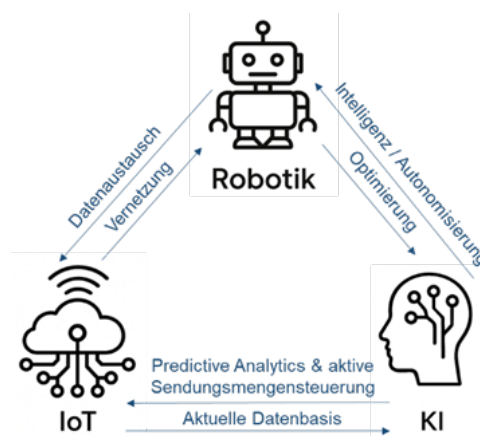 Robotik
Datenaustausch
Vernetzung
Intelligenz / Autonomisierung
Optimierung
Predictive Analytics & aktive
Sendungsmengensteuerung
Aktuelle Datenbasis
IoT
KI